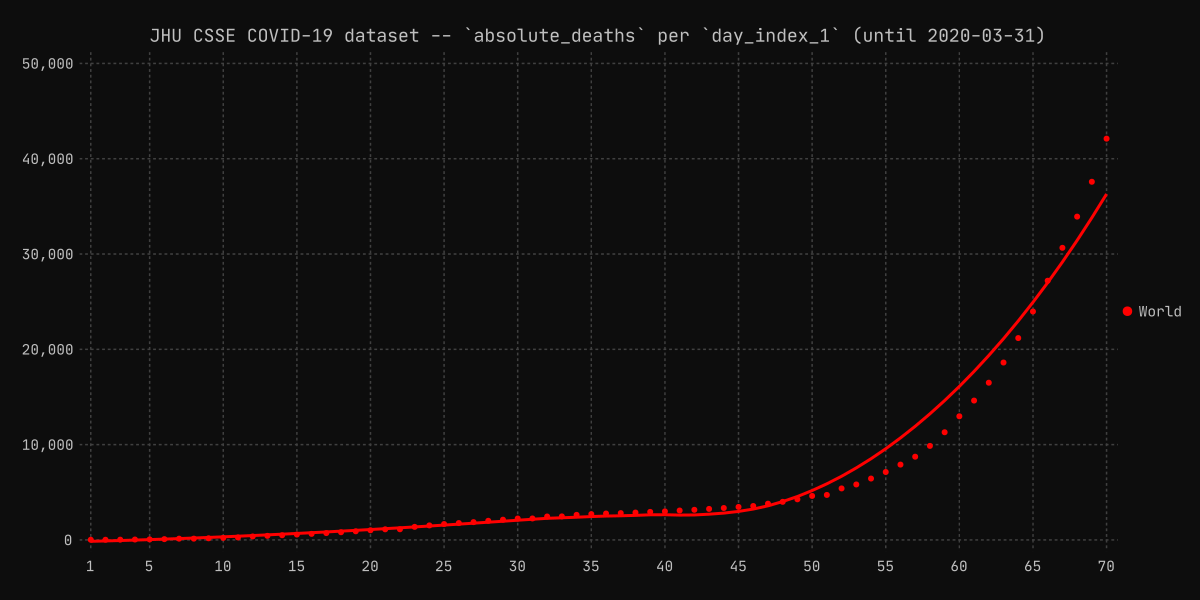 JHU CSSE COVID-19 dataset -- `absolute_deaths` per `day_index_1` (until 2020-03-31)
50,000
40,000
30,000
20,000
10,000
0
1 5 10 15 20 25 30 35 40 45 50 55 60 65 70
World